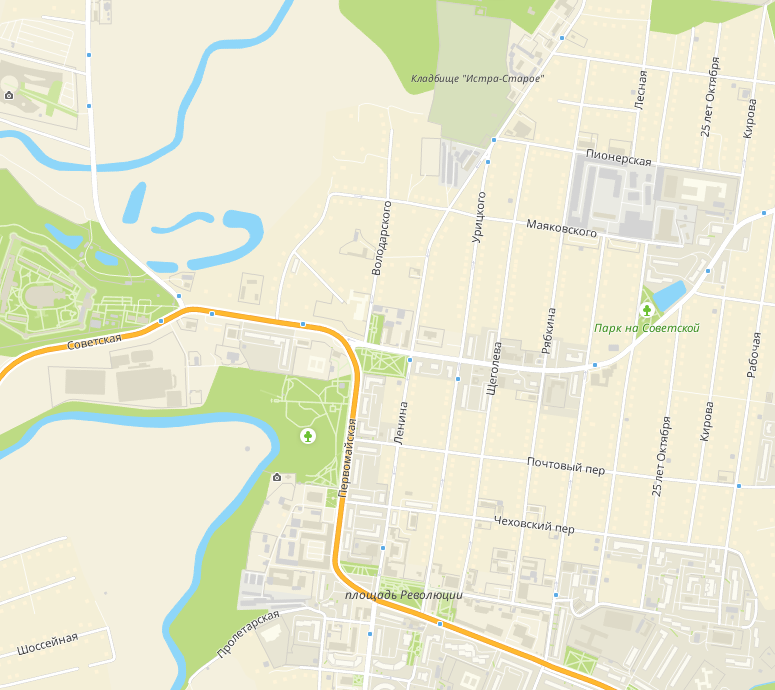 Кладбище "Истра-Старое"
Лесная
25 лет Октября
Кирова
Пионерская
Урицкого
Володарского
Маяковского
Парк на Советской
Советская
Рябкина
Щеголева
Рабочая
Ленина
Кирова
25 лет Октября
Первомайская
Почтовый пер
Чеховский пер
площадь Революции
Пролетарская
Шоссейная